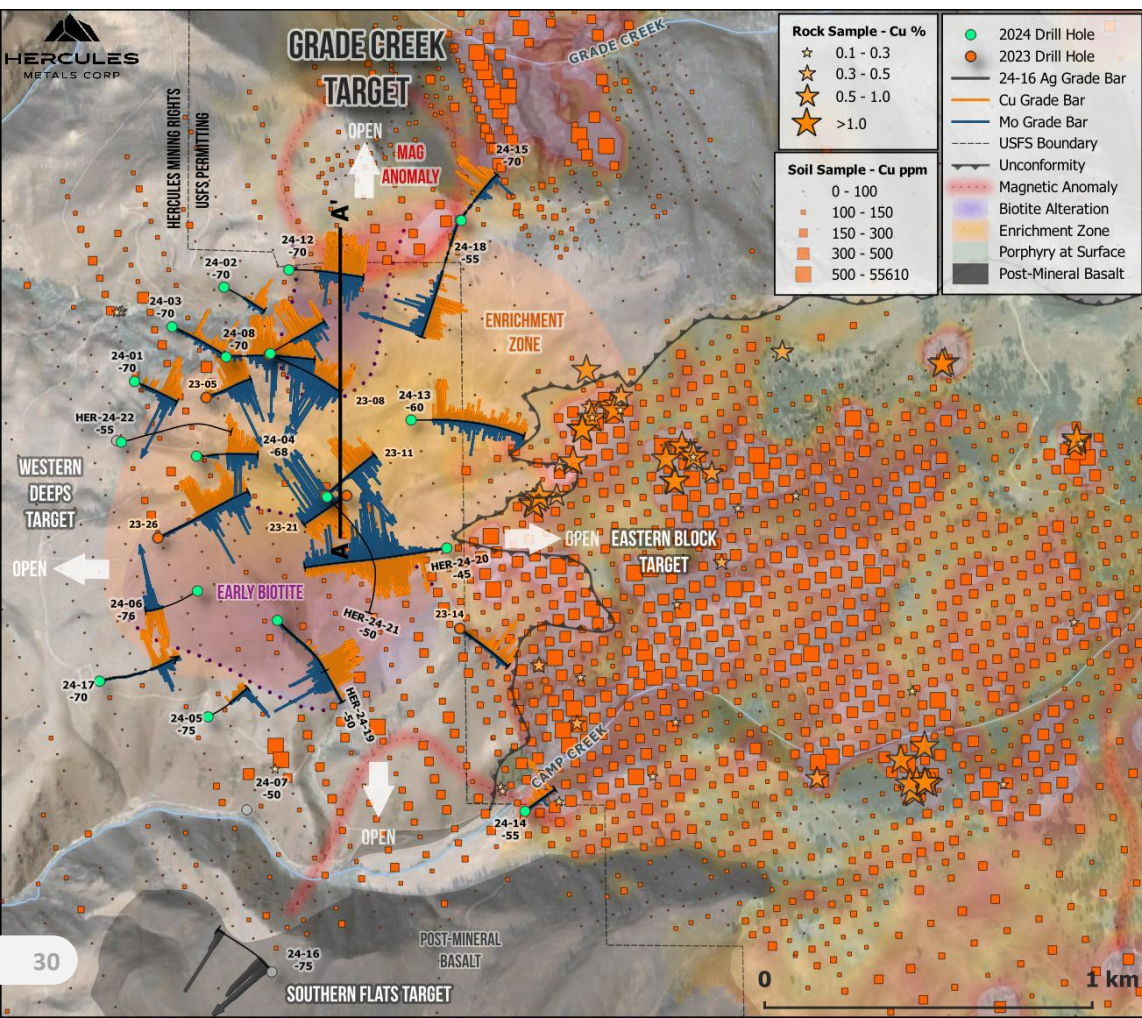 HERCULES
METALS CORP
GRADE CREEK
TARGET
GRADE CREEK
OPEN
MAG
ANOMALY
HERCULES MINING RIGHTS
USFS PERMITTING
A'
24-15
-70
24-18
-55
24-12
-70
24-02
-70
24-03
-70
24-08
-70
24-01
-70
23-05
23-08
24-13
-60
HER-24-22
-55
24-04
-68
23-11
ENRICHMENT
ZONE
WESTERN
DEEPS
TARGET
23-26
23-21
A
OPEN
OPEN
EASTERN BLOCK
TARGET
HER-24-20
-45
EARLY BIOTITE
24-06
-76
HER-24-21
-50
23-14
24-17
-70
24-05
-75
HER-24-19
-50
24-07
-50
CAMP CREEK
OPEN
24-14
-55
POST-MINERAL
BASALT
24-16
-75
SOUTHERN FLATS TARGET
30
0 1 km
Rock Sample - Cu %
0.1 - 0.3
0.3 - 0.5
0.5 - 1.0
>1.0
Soil Sample - Cu ppm
0 - 100
100 - 150
150 - 300
300 - 500
500 - 55610
2024 Drill Hole
2023 Drill Hole
24-16 Ag Grade Bar
Cu Grade Bar
Mo Grade Bar
USFS Boundary
Unconformity
Magnetic Anomaly
Biotite Alteration
Enrichment Zone
Porphyry at Surface
Post-Mineral Basalt